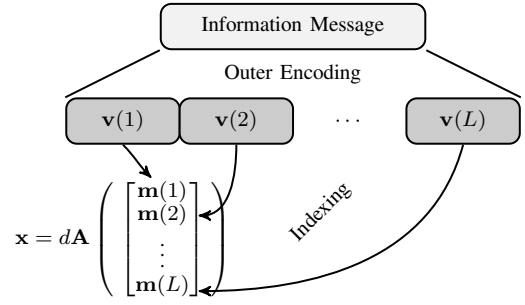 Information Message
Outer Encoding
v(1) v(2) ··· v(L)
Indexing
x = dA ( [ m(1)
m(2)
⋮
m(L) ] )